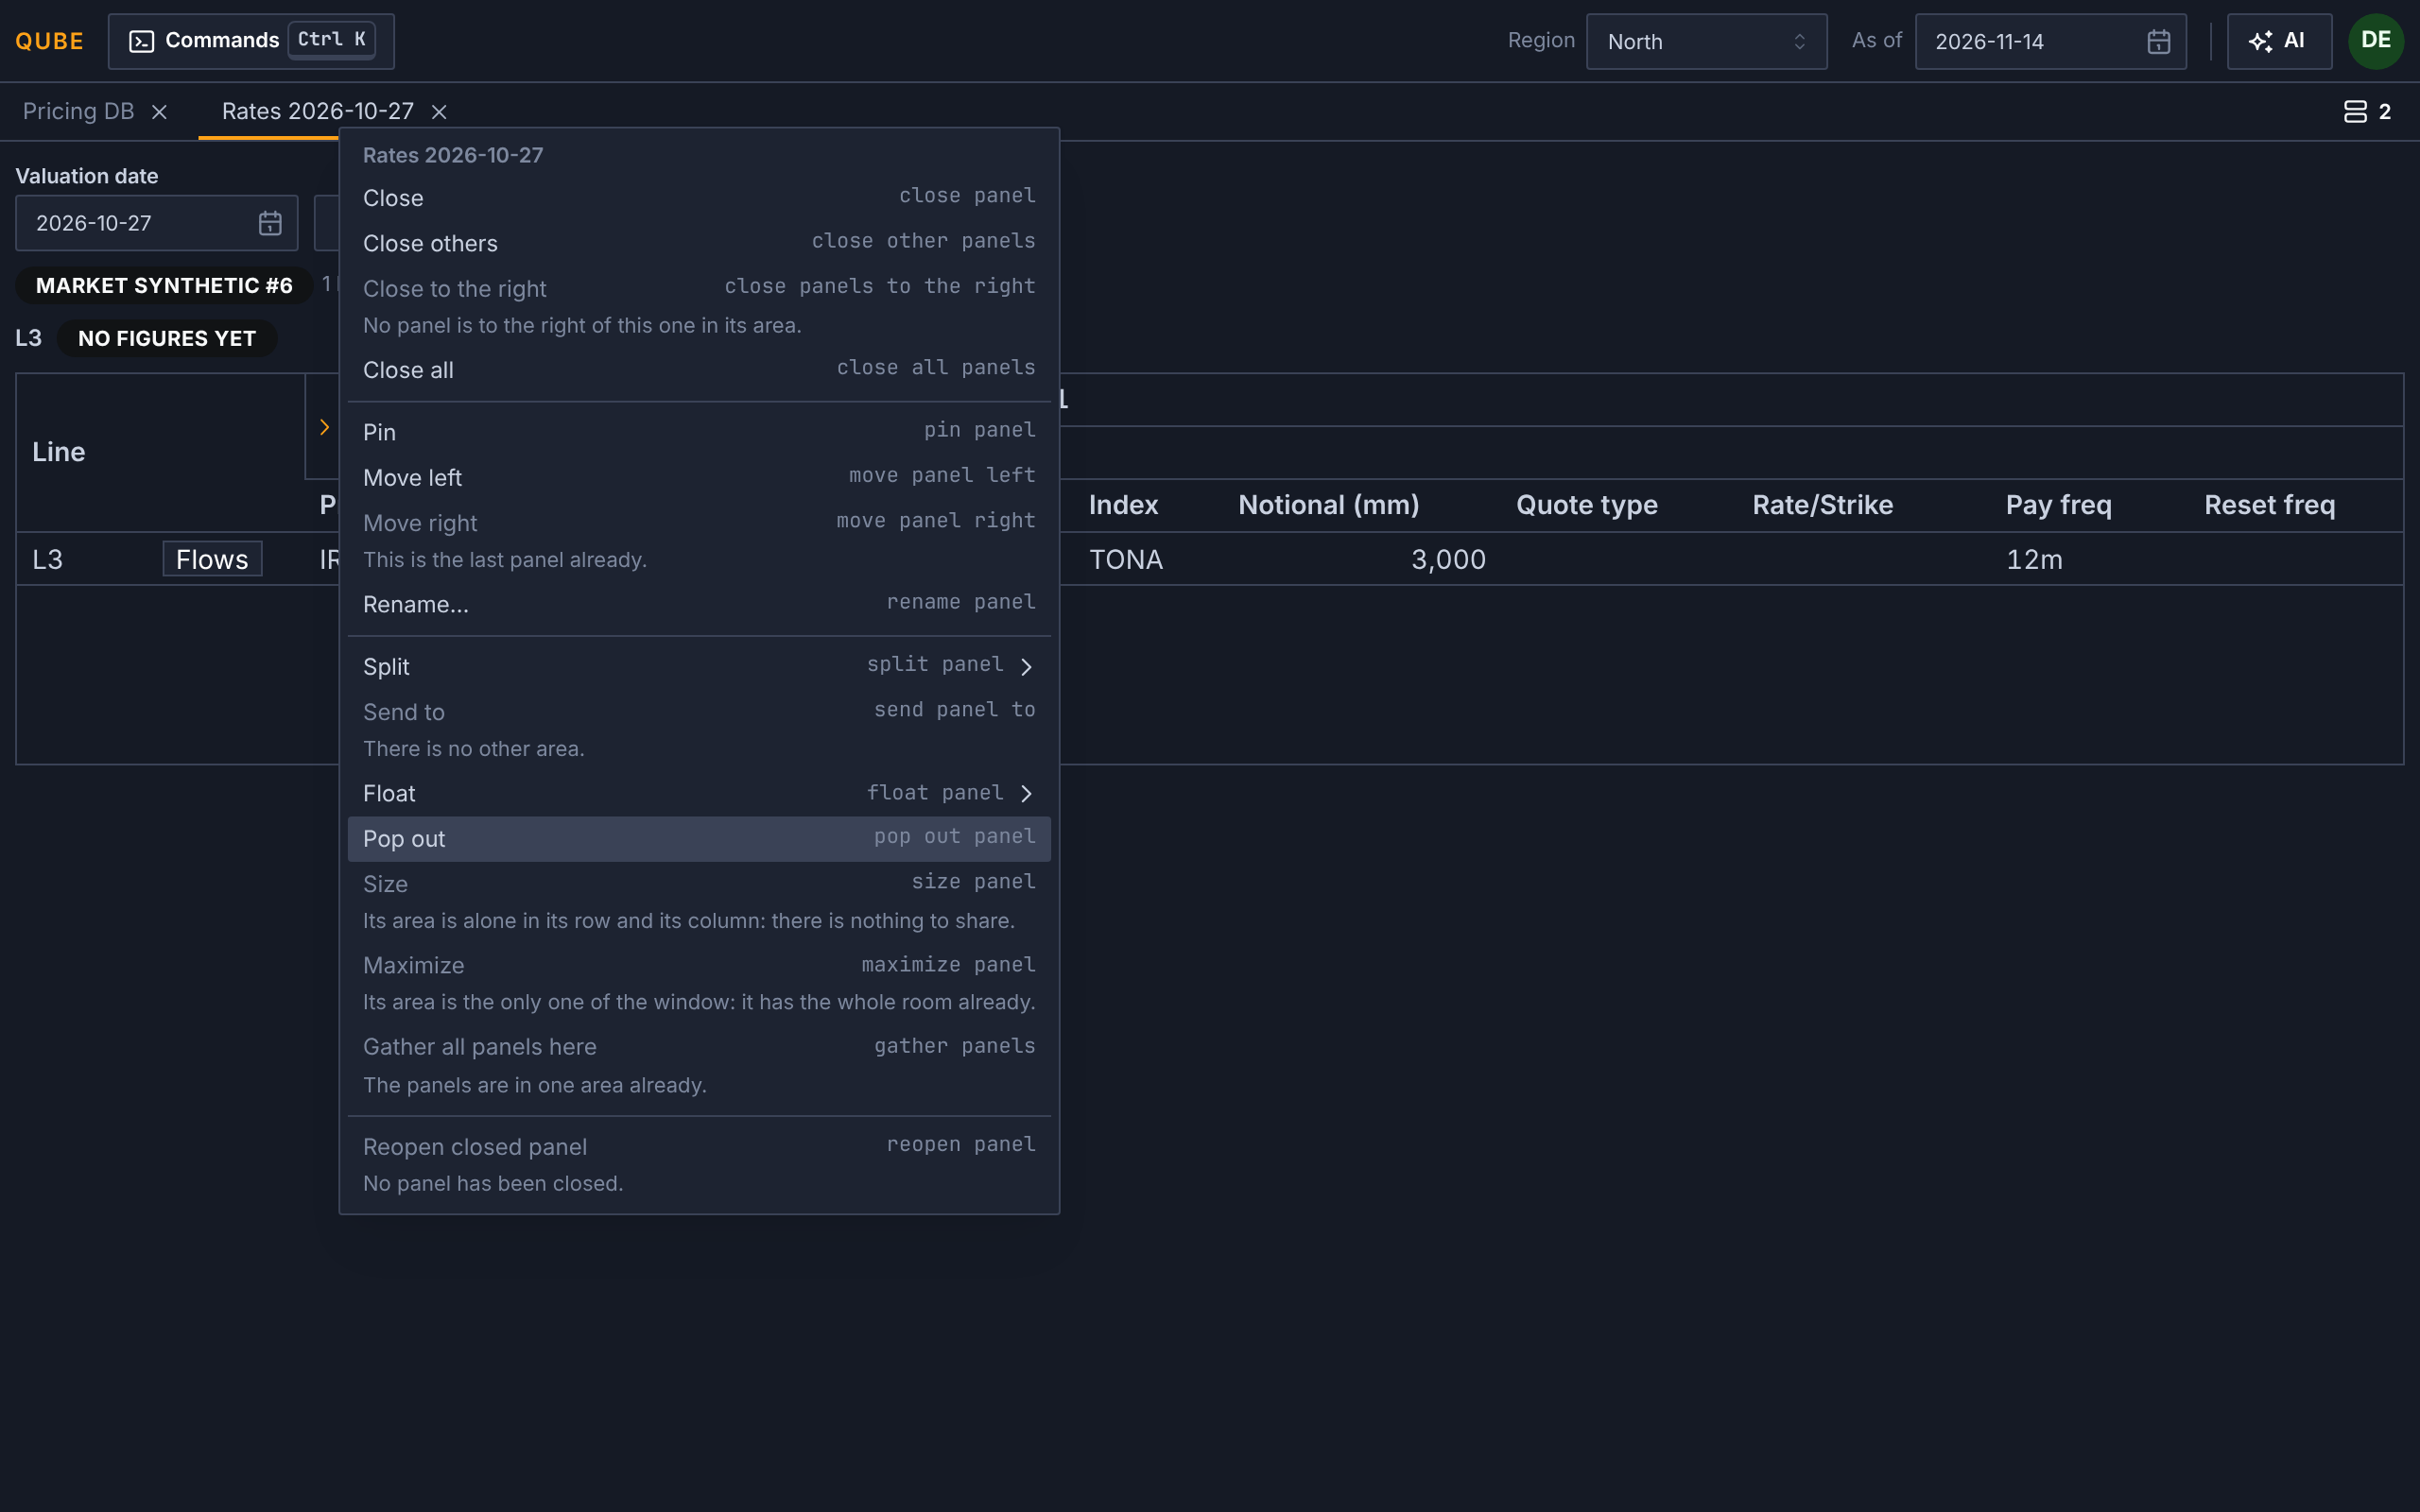 QUBE Commands Ctrl K Region North As of 2026-11-14 AI DE
Pricing DB Rates 2026-10-27 2
Valuation date
2026-10-27
MARKET SYNTHETIC #6
L3 NO FIGURES YET
Rates 2026-10-27
Close close panel
Close others close other panels
Close to the right close panels to the right
No panel is to the right of this one in its area.
Close all close all panels
Pin pin panel
Move left move panel left
Move right move panel right
This is the last panel already.
Rename... rename panel
Split split panel
Send to send panel to
There is no other area.
Float float panel
Pop out pop out panel
Size size panel
Its area is alone in its row and its column: there is nothing to share.
Maximize maximize panel
Its area is the only one of the window: it has the whole room already.
Gather all panels here gather panels
The panels are in one area already.
Reopen closed panel reopen panel
No panel has been closed.
Line
Index Notional (mm) Quote type Rate/Strike Pay freq Reset freq
L3 Flows TONA 3,000 12m